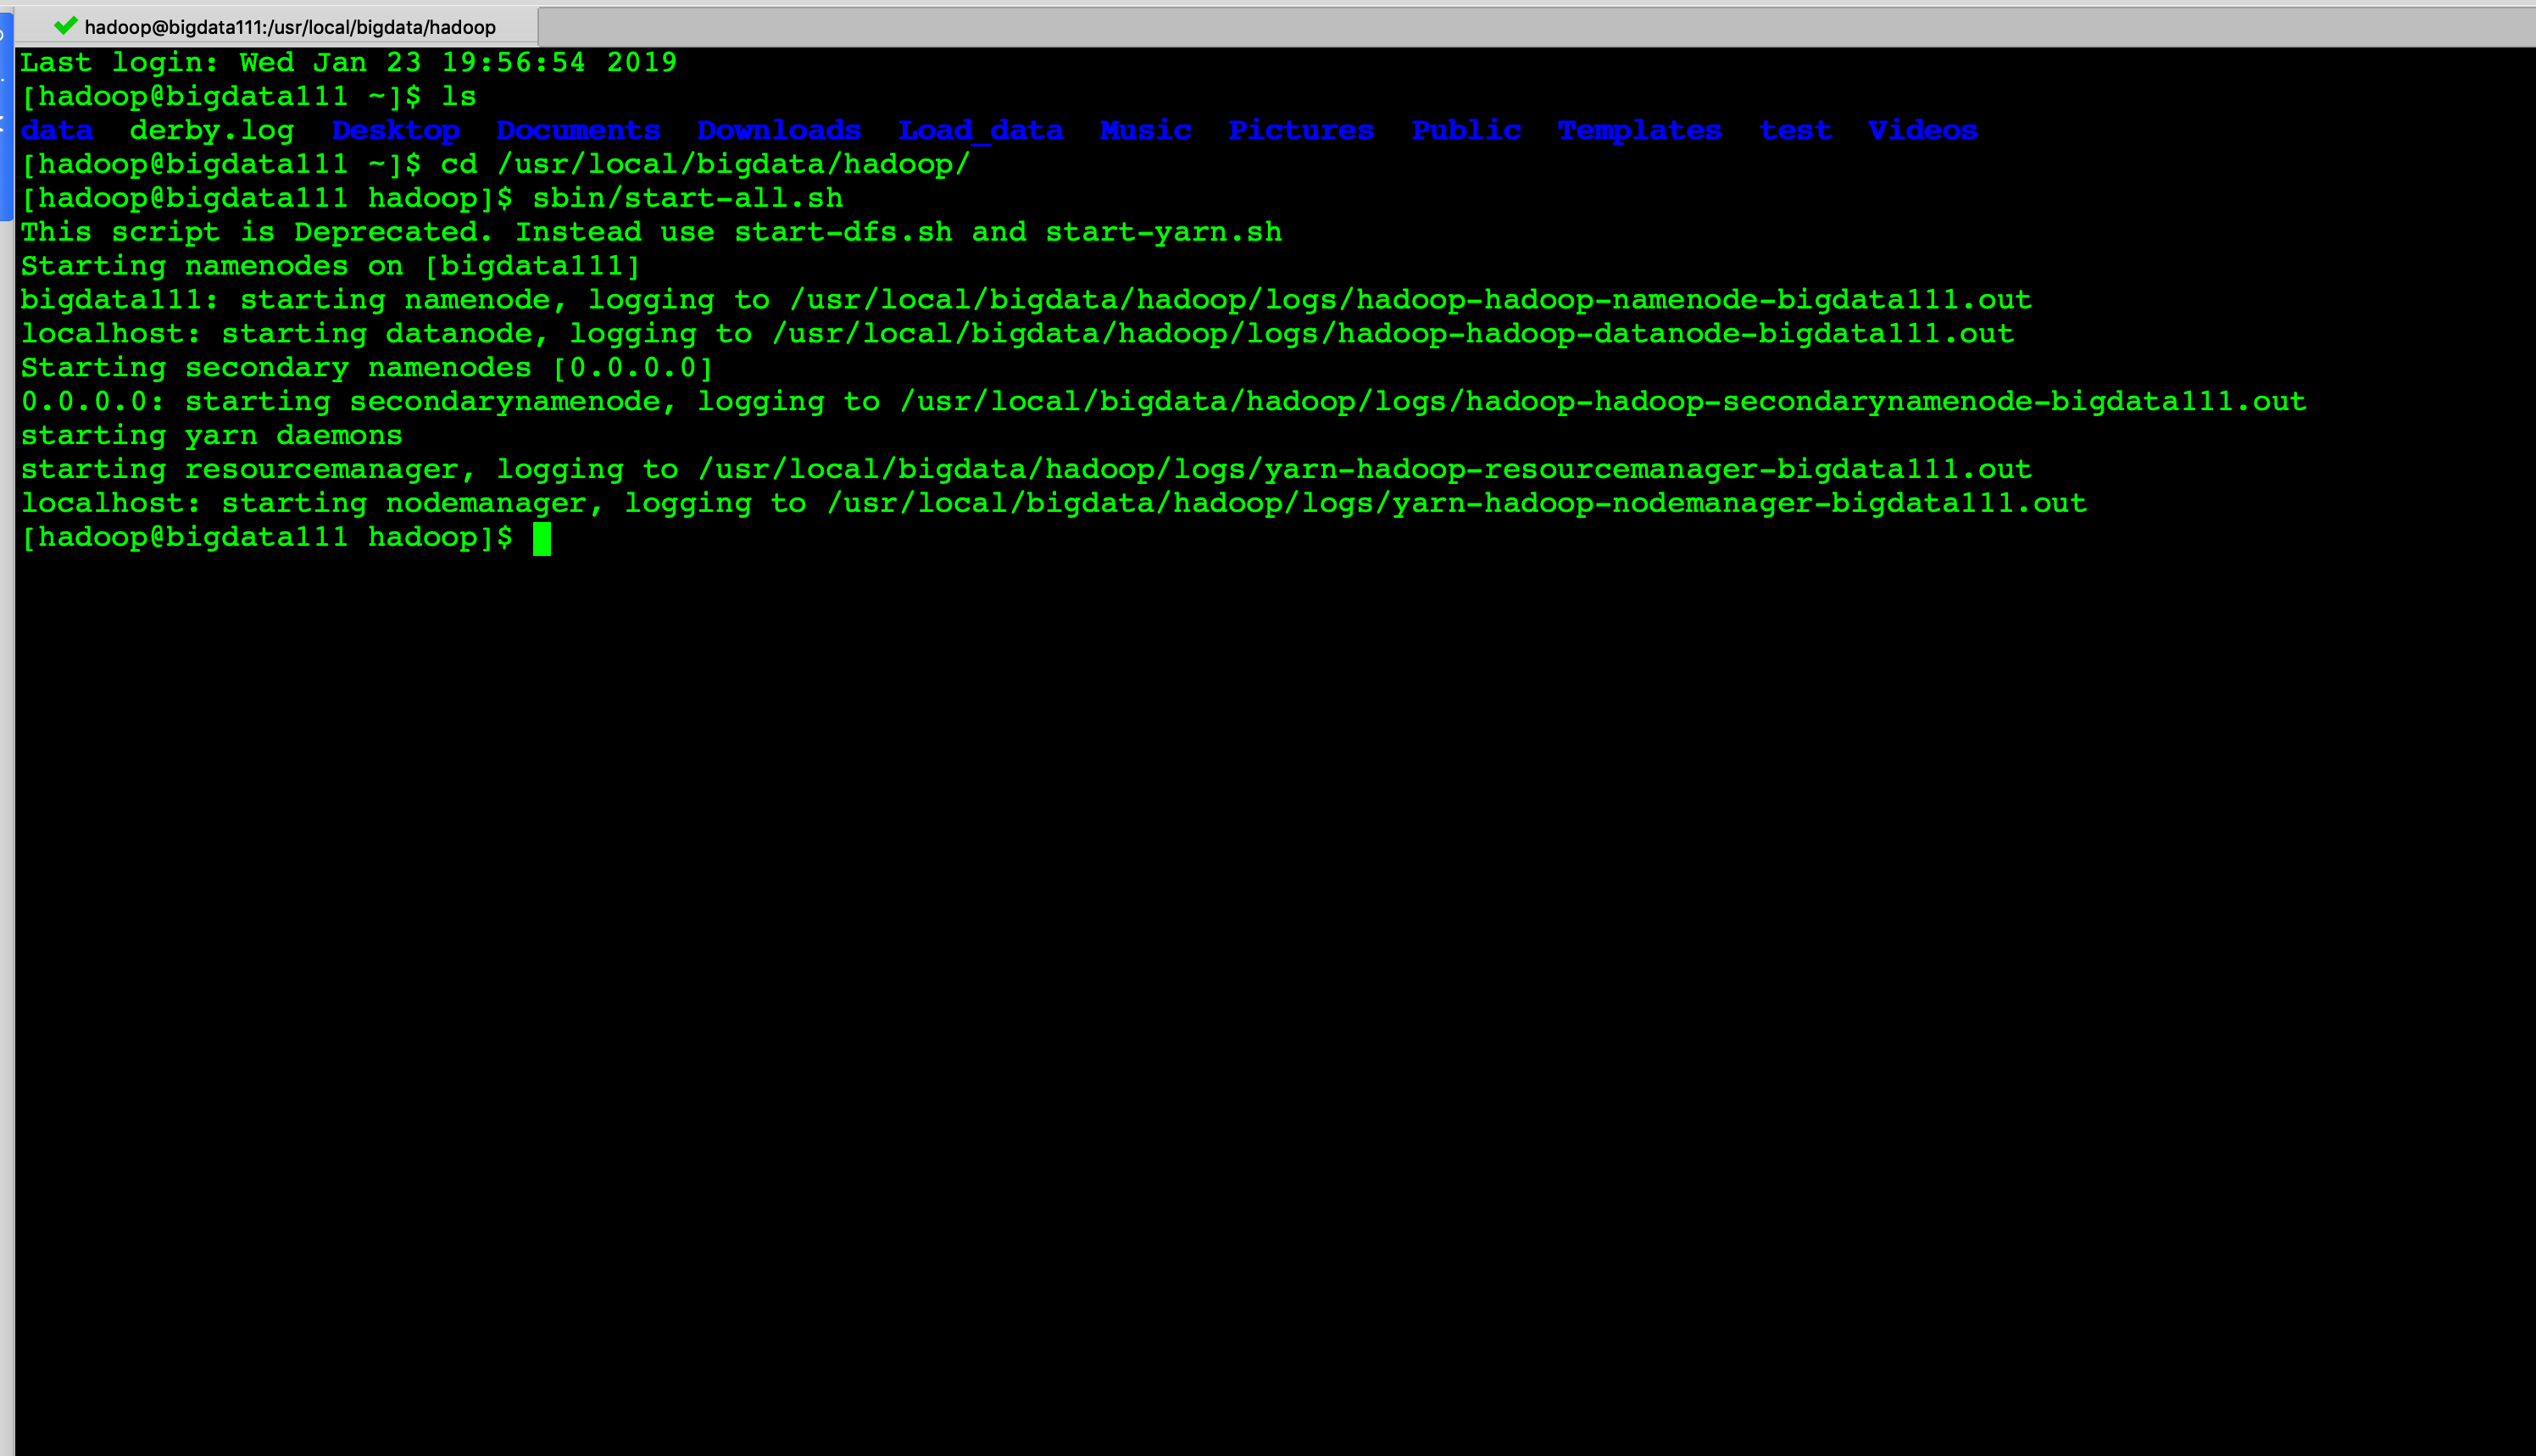 hadoop@bigdata111:/usr/local/bigdata/hadoop
Last login: Wed Jan 23 19:56:54 2019
[hadoop@bigdata111 ~]$ ls
data  derby.log  Desktop  Documents  Downloads  Load_data  Music  Pictures  Public  Templates  test  Videos
[hadoop@bigdata111 ~]$ cd /usr/local/bigdata/hadoop/
[hadoop@bigdata111 hadoop]$ sbin/start-all.sh
This script is Deprecated. Instead use start-dfs.sh and start-yarn.sh
Starting namenodes on [bigdata111]
bigdata111: starting namenode, logging to /usr/local/bigdata/hadoop/logs/hadoop-hadoop-namenode-bigdata111.out
localhost: starting datanode, logging to /usr/local/bigdata/hadoop/logs/hadoop-hadoop-datanode-bigdata111.out
Starting secondary namenodes [0.0.0.0]
0.0.0.0: starting secondarynamenode, logging to /usr/local/bigdata/hadoop/logs/hadoop-hadoop-secondarynamenode-bigdata111.out
starting yarn daemons
starting resourcemanager, logging to /usr/local/bigdata/hadoop/logs/yarn-hadoop-resourcemanager-bigdata111.out
localhost: starting nodemanager, logging to /usr/local/bigdata/hadoop/logs/yarn-hadoop-nodemanager-bigdata111.out
[hadoop@bigdata111 hadoop]$